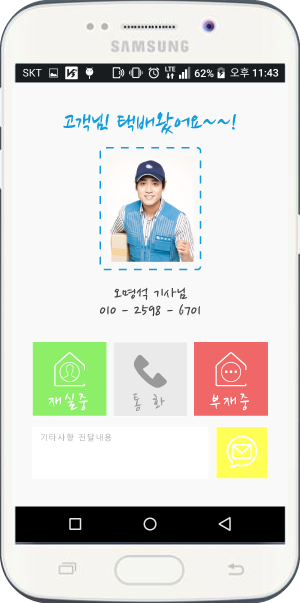 SAMSUNG
SKT LTE 62% 오후 11:43
고객님! 택배왔어요~~!
오명석 기사님
010 - 2598 - 6701
재실중
통 화
부재중
기타사항 전달내용